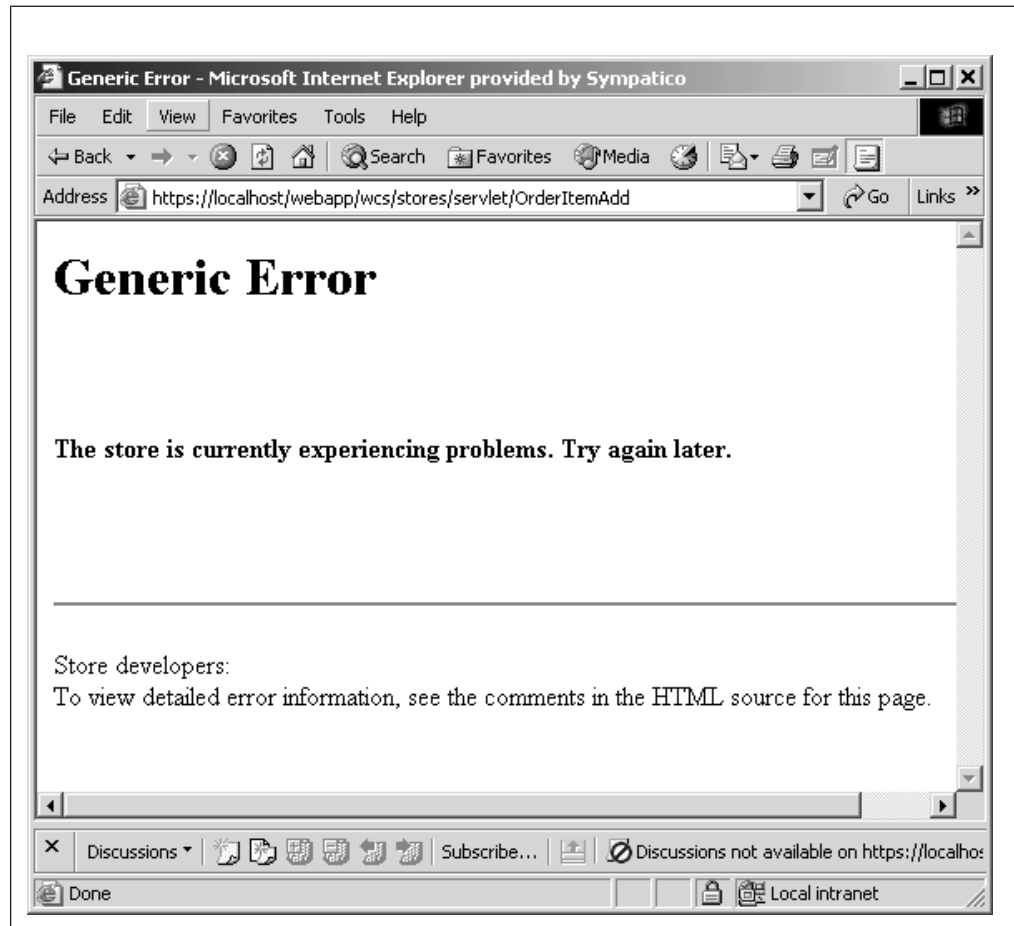 Generic Error - Microsoft Internet Explorer provided by Sympatico
File Edit View Favorites Tools Help
Back Search Favorites Media
Address https://localhost/webapp/wcs/stores/servlet/OrderItemAdd Go Links »
Generic Error
The store is currently experiencing problems. Try again later.
Store developers:
To view detailed error information, see the comments in the HTML source for this page.
Discussions Subscribe... Discussions not available on https://localhos
Done Local intranet